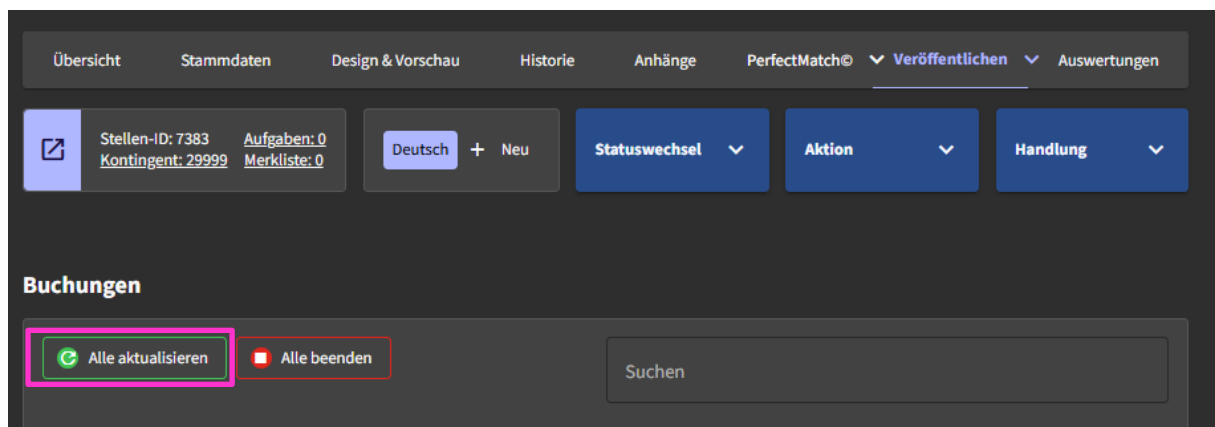 Übersicht Stammdaten Design & Vorschau Historie Anhänge PerfectMatch© Veröffentlichen Auswertungen
Stellen-ID: 7383 Aufgaben: 0
Kontingent: 29999 Merkliste: 0
Deutsch + Neu
Statuswechsel
Aktion
Handlung
Buchungen
Alle aktualisieren
Alle beenden
Suchen